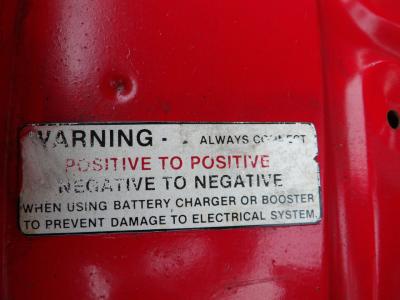 WARNING - . ALWAYS CONNECT
POSITIVE TO POSITIVE
NEGATIVE TO NEGATIVE
WHEN USING BATTERY CHARGER OR BOOSTER
TO PREVENT DAMAGE TO ELECTRICAL SYSTEM.